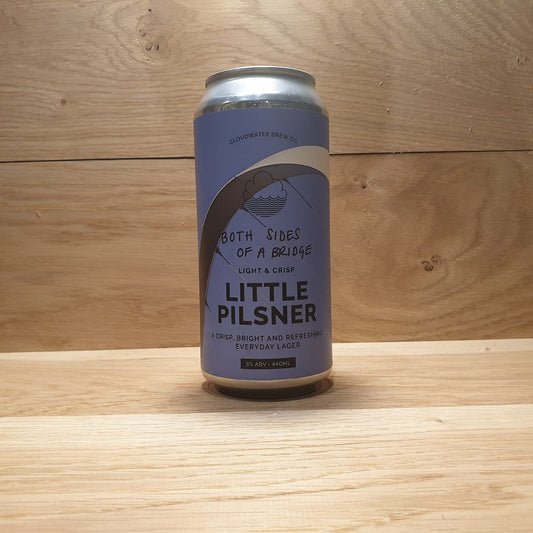 CLOUDWATER BREW CO.
BOTH SIDES
OF A BRIDGE
LIGHT & CRISP
LITTLE
PILSNER
A CRISP, BRIGHT AND REFRESHING
EVERYDAY LAGER
3% ABV • 440ML